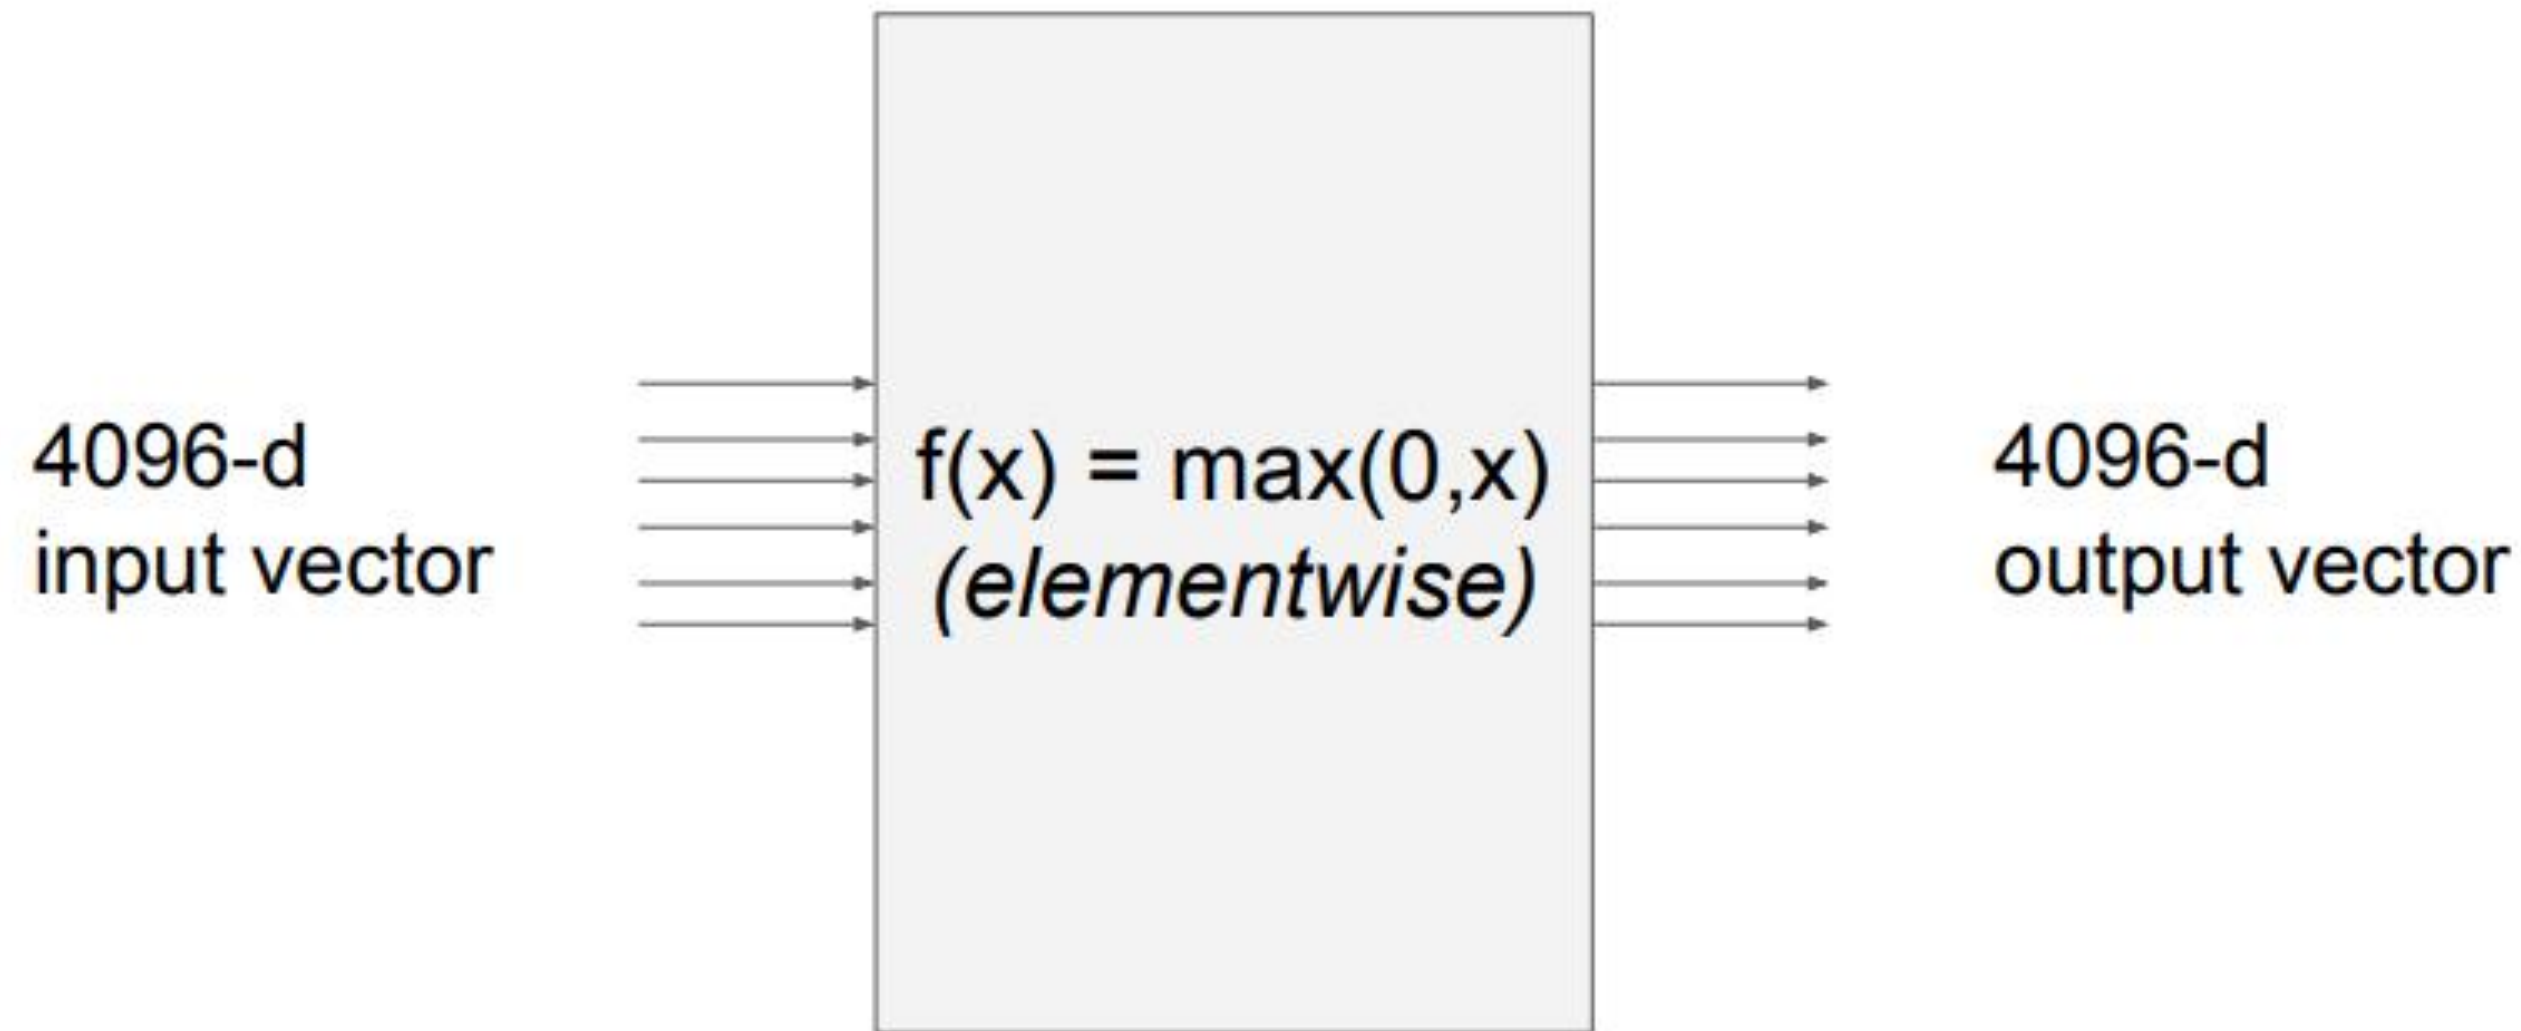 4096-d
input vector
f(x) = max(0,x)
(elementwise)
4096-d
output vector